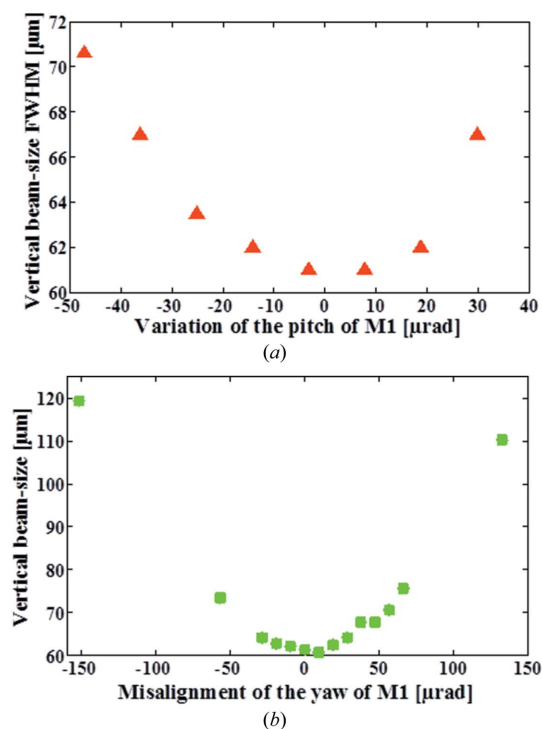 72
70
68
66
64
62
60
Vertical beam-size FWHM [µm]
-50 -40 -30 -20 -10 0 10 20 30 40
Variation of the pitch of M1 [µrad]
(a)
120
110
100
90
80
70
60
Vertical beam-size [µm]
-150 -100 -50 0 50 100 150
Misalignment of the yaw of M1 [µrad]
(b)